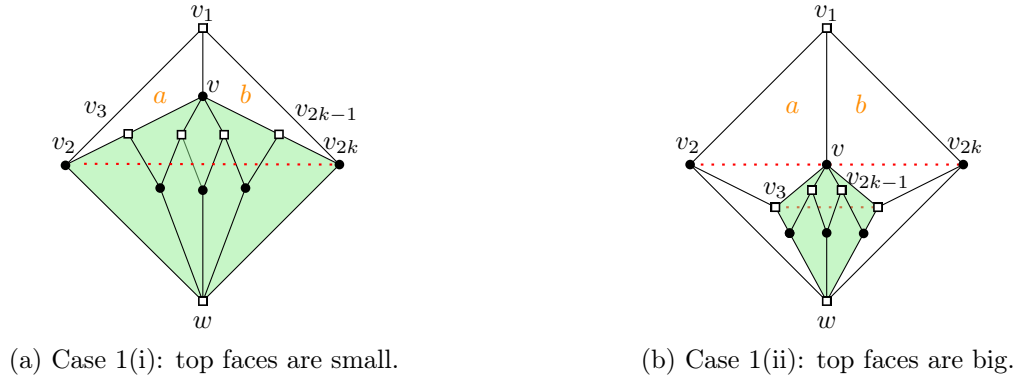 v₁ v₁
a v b a b
v₃ v₂ₖ₋₁
v₂ v₂ₖ v₂ v v₂ₖ
v₃ v₂ₖ₋₁
w w
(a) Case 1(i): top faces are small. (b) Case 1(ii): top faces are big.